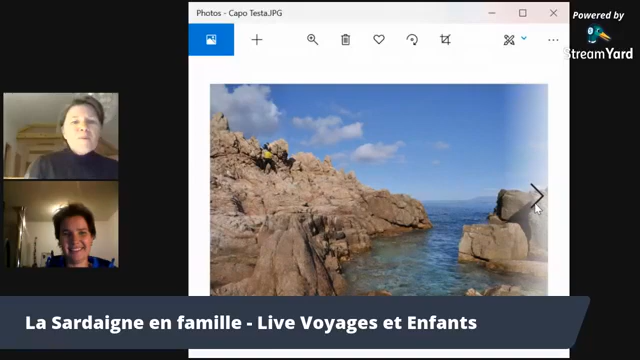 Photos - Capo Testa.JPG
Powered by
StreamYard
La Sardaigne en famille - Live Voyages et Enfants